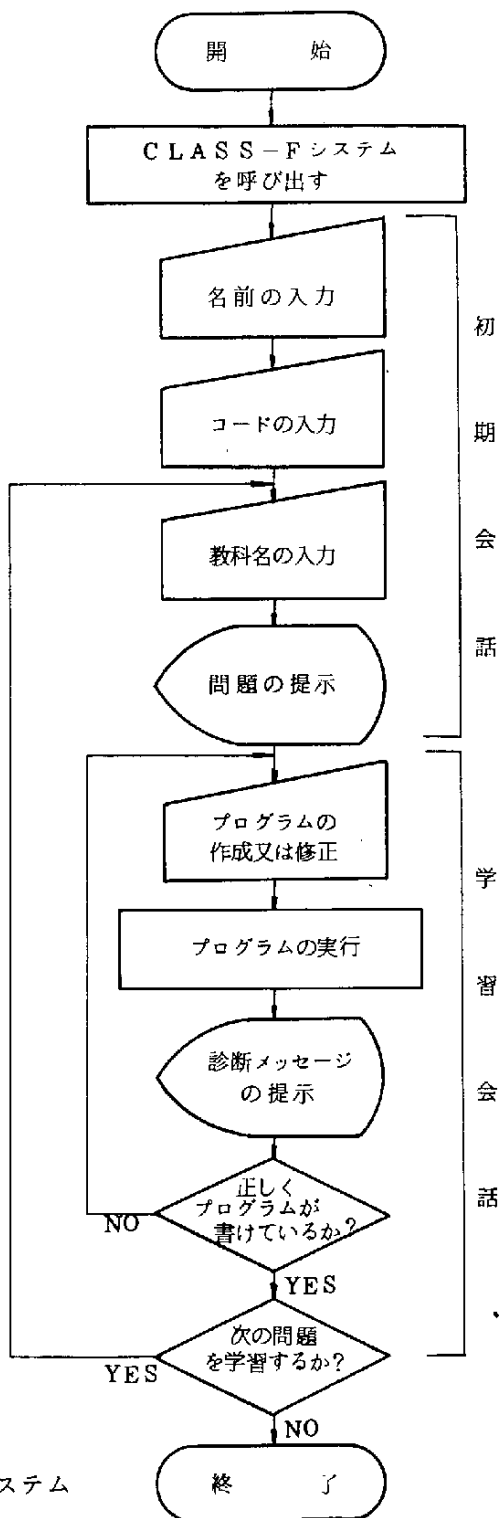 開始
CLASS-Fシステム
を呼び出す
名前の入力
コードの入力
教科名の入力
問題の提示
初期会話
プログラムの
作成又は修正
プログラムの実行
診断メッセージ
の提示
正しく
プログラムが
書けているか?
NO
YES
次の問題
を学習するか?
YES
NO
学習会話
終了
ステム